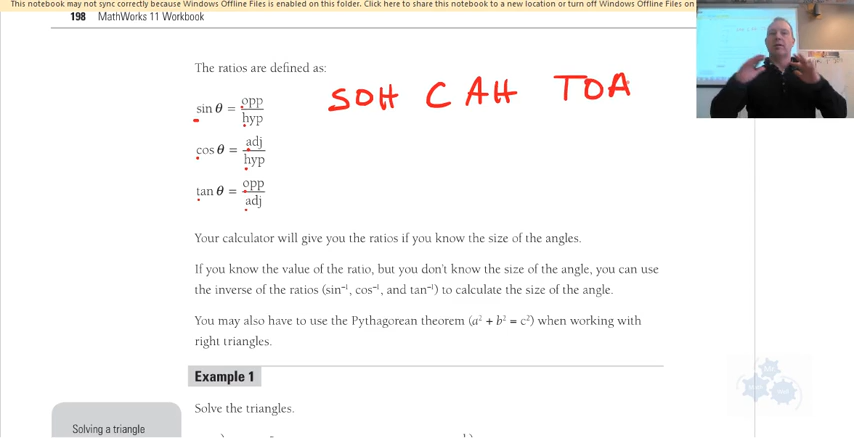 This notebook may not sync correctly because Windows Offline Files is enabled on this folder. Click here to share this notebook to a new location or turn off Windows Offline Files on
198 MathWorks 11 Workbook
The ratios are defined as:
SOH CAH TOA
sin θ = opp/hyp
cos θ = adj/hyp
tan θ = opp/adj
Your calculator will give you the ratios if you know the size of the angles.
If you know the value of the ratio, but you don't know the size of the angle, you can use
the inverse of the ratios (sin⁻¹, cos⁻¹, and tan⁻¹) to calculate the size of the angle.
You may also have to use the Pythagorean theorem (a² + b² = c²) when working with
right triangles.
Example 1
Solve the triangles.
Solving a triangle